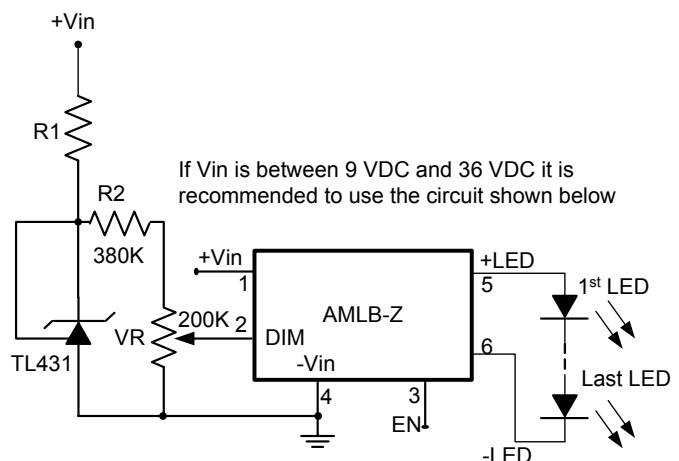 +Vin
R1
If Vin is between 9 VDC and 36 VDC it is
recommended to use the circuit shown below
R2
380K
+Vin
1
+LED
5
1st LED
VR
200K
2
DIM
AMLB-Z
6
TL431
-Vin
Last LED
4
3
EN
-LED